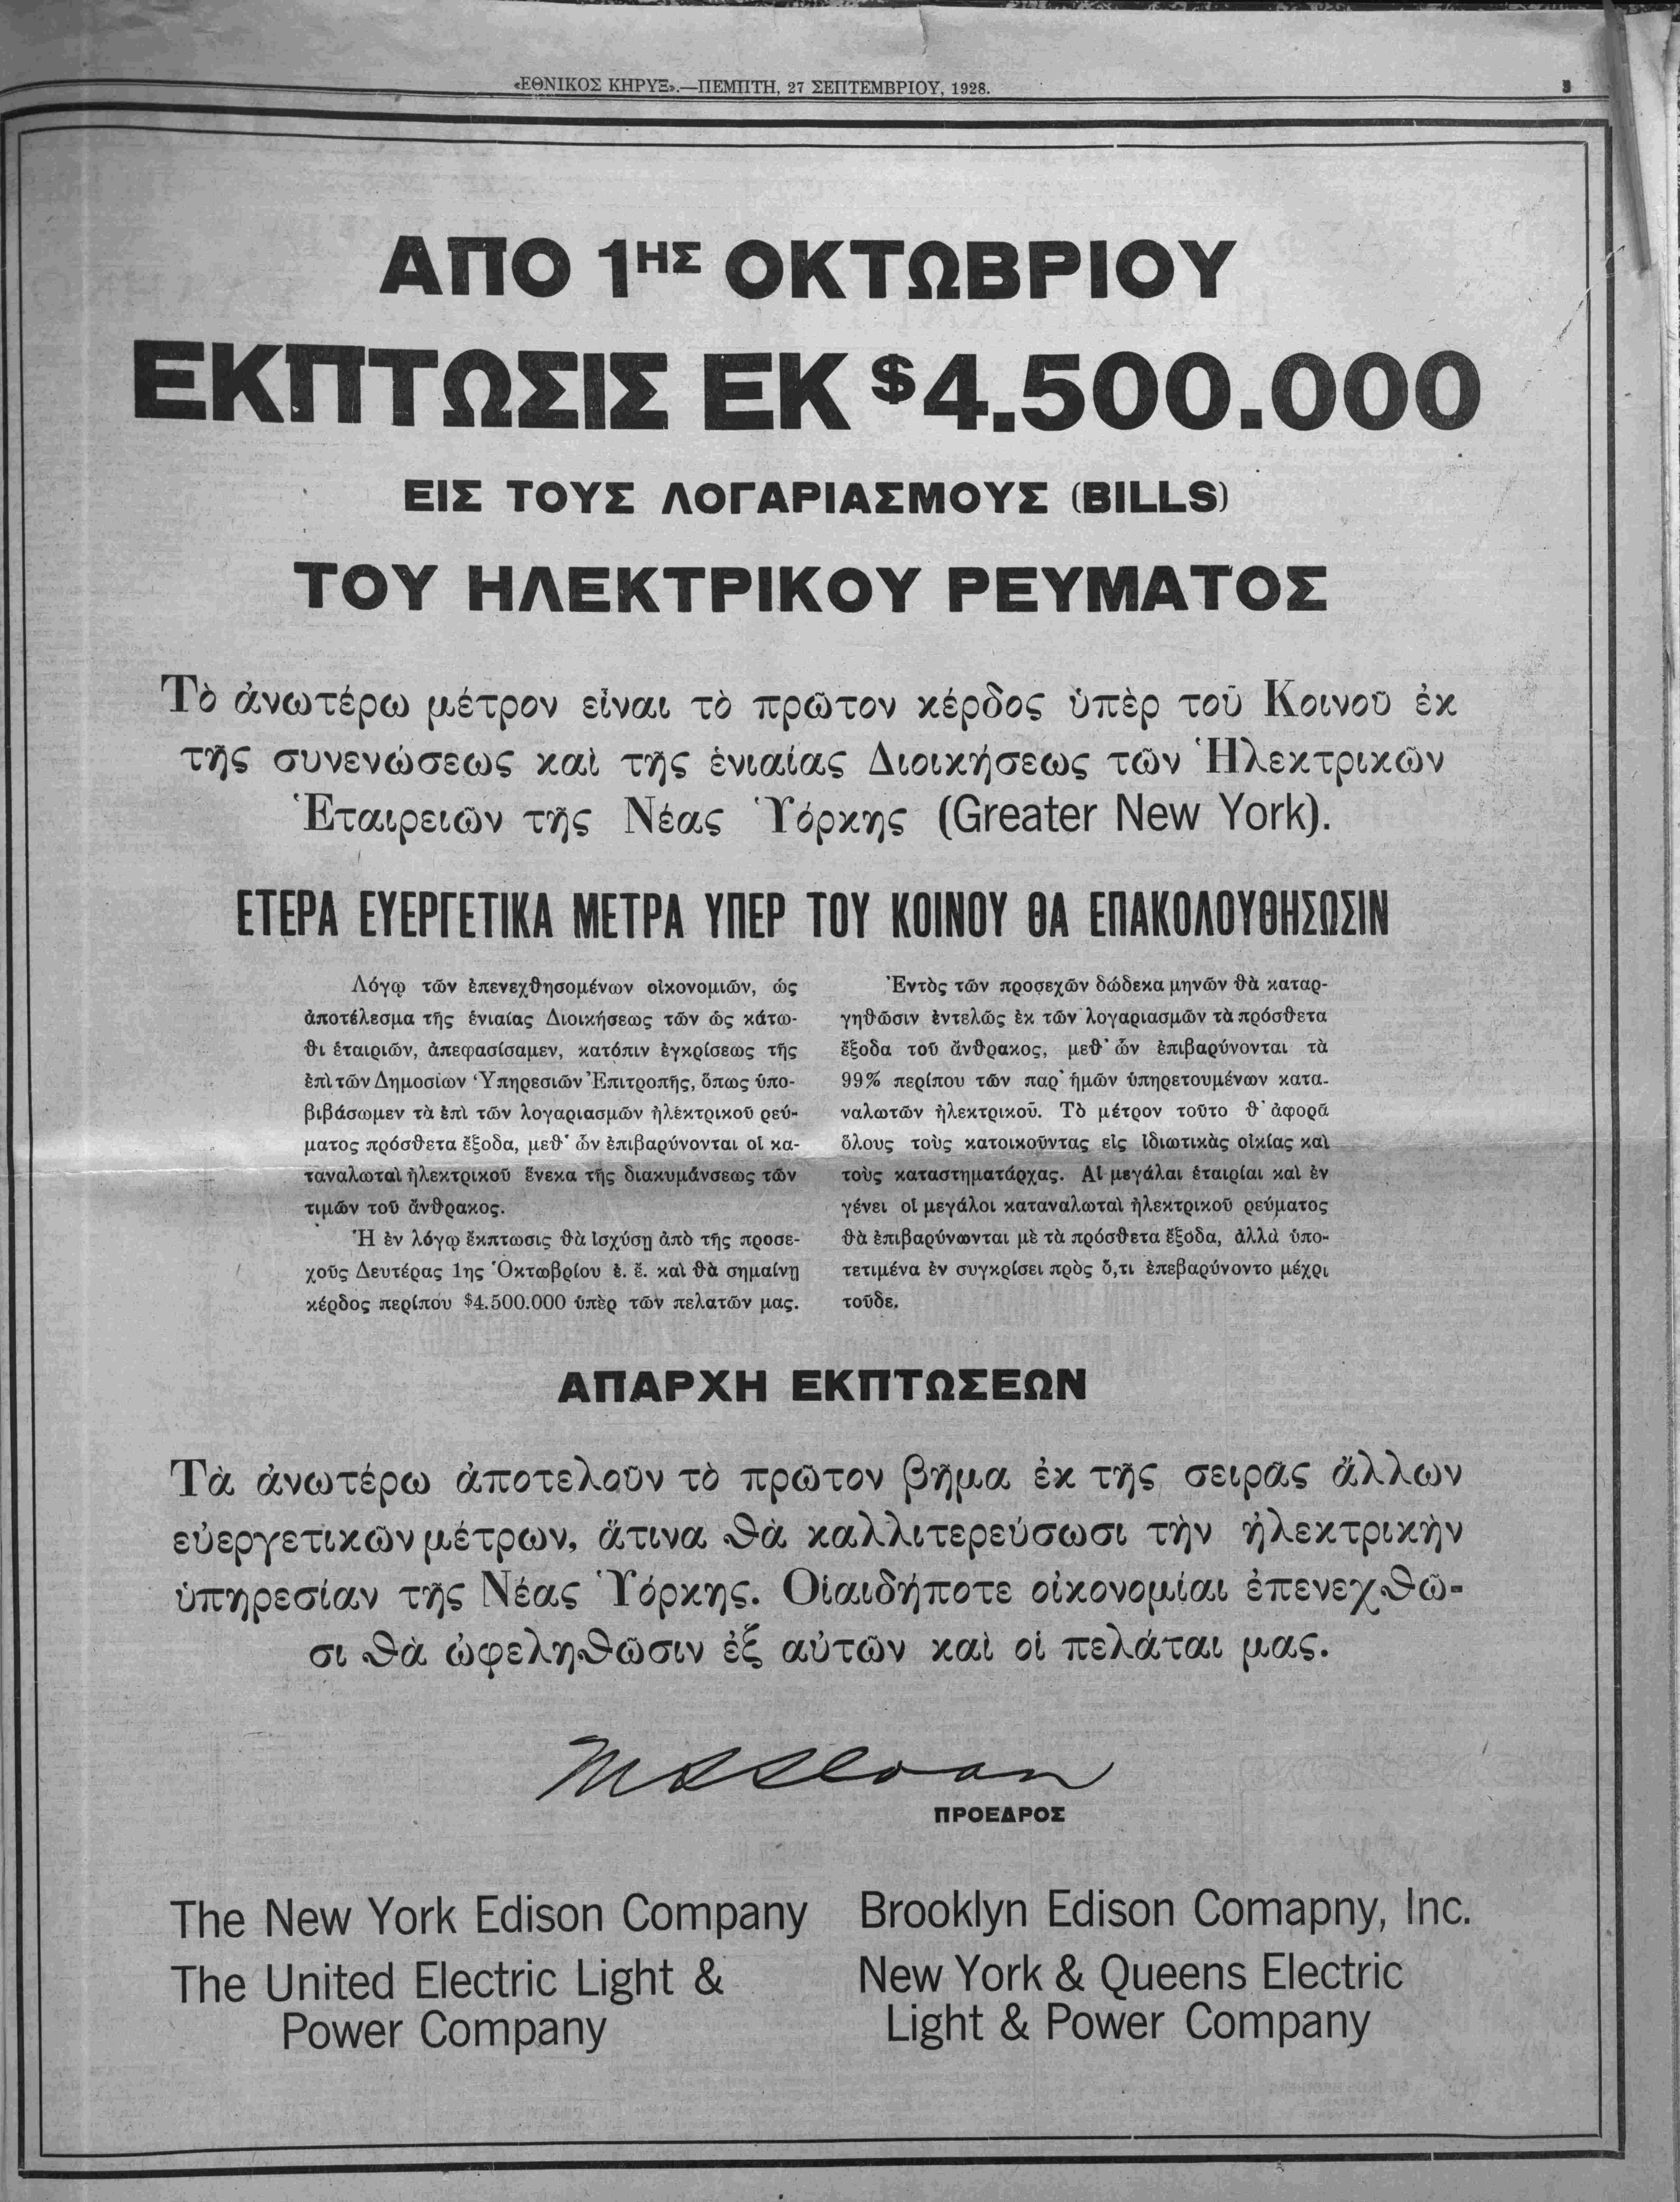 «ΕΘΝΙΚΟΣ ΚΗΡΥΞ».—ΠΕΜΠΤΗ, 27 ΣΕΠΤΕΜΒΡΙΟΥ, 1928.
3
ΑΠΟ 1ΗΣ ΟΚΤΩΒΡΙΟΥ
ΕΚΠΤΩΣΙΣ ΕΚ $4.500.000
ΕΙΣ ΤΟΥΣ ΛΟΓΑΡΙΑΣΜΟΥΣ (BILLS)
ΤΟΥ ΗΛΕΚΤΡΙΚΟΥ ΡΕΥΜΑΤΟΣ
Τὸ ἀνωτέρω μέτρον εἶναι τὸ πρῶτον κέρδος ὑπὲρ τοῦ Κοινοῦ ἐκ
τῆς συνενώσεως καὶ τῆς ἑνιαίας Διοικήσεως τῶν Ἠλεκτρικῶν
Ἑταιρειῶν τῆς Νέας Ὑόρκης (Greater New York).
ΕΤΕΡΑ ΕΥΕΡΓΕΤΙΚΑ ΜΕΤΡΑ ΥΠΕΡ ΤΟΥ ΚΟΙΝΟΥ ΘΑ ΕΠΑΚΟΛΟΥΘΗΣΩΣΙΝ
Λόγῳ τῶν ἐπενεχθησομένων οἰκονομιῶν, ὡς
ἀποτέλεσμα τῆς ἑνιαίας Διοικήσεως τῶν ὡς κάτω-
θι ἑταιριῶν, ἀπεφασίσαμεν, κατόπιν ἐγκρίσεως τῆς
ἐπὶ τῶν Δημοσίων Ὑπηρεσιῶν Ἐπιτροπῆς, ὅπως ὑπο-
βιβάσωμεν τὰ ἐπὶ τῶν λογαριασμῶν ἠλεκτρικοῦ ρεύ-
ματος πρόσθετα ἔξοδα, μεθ' ὧν ἐπιβαρύνονται οἱ κα-
ταναλωταὶ ἠλεκτρικοῦ ἕνεκα τῆς διακυμάνσεως τῶν
τιμῶν τοῦ ἄνθρακος.
Ἡ ἐν λόγῳ ἔκπτωσις θὰ ἰσχύσῃ ἀπὸ τῆς προσε-
χοῦς Δευτέρας 1ης Ὀκτωβρίου ἐ. ἔ. καὶ θὰ σημαίνῃ
κέρδος περίπου $4.500.000 ὑπὲρ τῶν πελατῶν μας.
Ἐντὸς τῶν προσεχῶν δώδεκα μηνῶν θὰ καταρ-
γηθῶσιν ἐντελῶς ἐκ τῶν λογαριασμῶν τὰ πρόσθετα
ἔξοδα τοῦ ἄνθρακος, μεθ' ὧν ἐπιβαρύνονται τὰ
99% περίπου τῶν παρ' ἡμῶν ὑπηρετουμένων κατα-
ναλωτῶν ἠλεκτρικοῦ. Τὸ μέτρον τοῦτο θ' ἀφορᾶ
ὅλους τοὺς κατοικοῦντας εἰς ἰδιωτικὰς οἰκίας καὶ
τοὺς καταστηματάρχας. Αἱ μεγάλαι ἑταιρίαι καὶ ἐν
γένει οἱ μεγάλοι καταναλωταὶ ἠλεκτρικοῦ ρεύματος
θὰ ἐπιβαρύνωνται μὲ τὰ πρόσθετα ἔξοδα, ἀλλὰ ὑπο-
τετιμένα ἐν συγκρίσει πρὸς ὅ,τι ἐπεβαρύνοντο μέχρι
τοῦδε.
ΑΠΑΡΧΗ ΕΚΠΤΩΣΕΩΝ
Τὰ ἀνωτέρω ἀποτελοῦν τὸ πρῶτον βῆμα ἐκ τῆς σειρᾶς ἄλλων
εὐεργετικῶν μέτρων, ἅτινα θὰ καλλιτερεύσωσι τὴν ἠλεκτρικὴν
ὑπηρεσίαν τῆς Νέας Ὑόρκης. Οἱαιδήποτε οἰκονομίαι ἐπενεχθῶ-
σι θὰ ὠφεληθῶσιν ἐξ αὐτῶν καὶ οἱ πελάται μας.
M S Sloan
ΠΡΟΕΔΡΟΣ
The New York Edison Company
The United Electric Light &
Power Company
Brooklyn Edison Comapny, Inc.
New York & Queens Electric
Light & Power Company